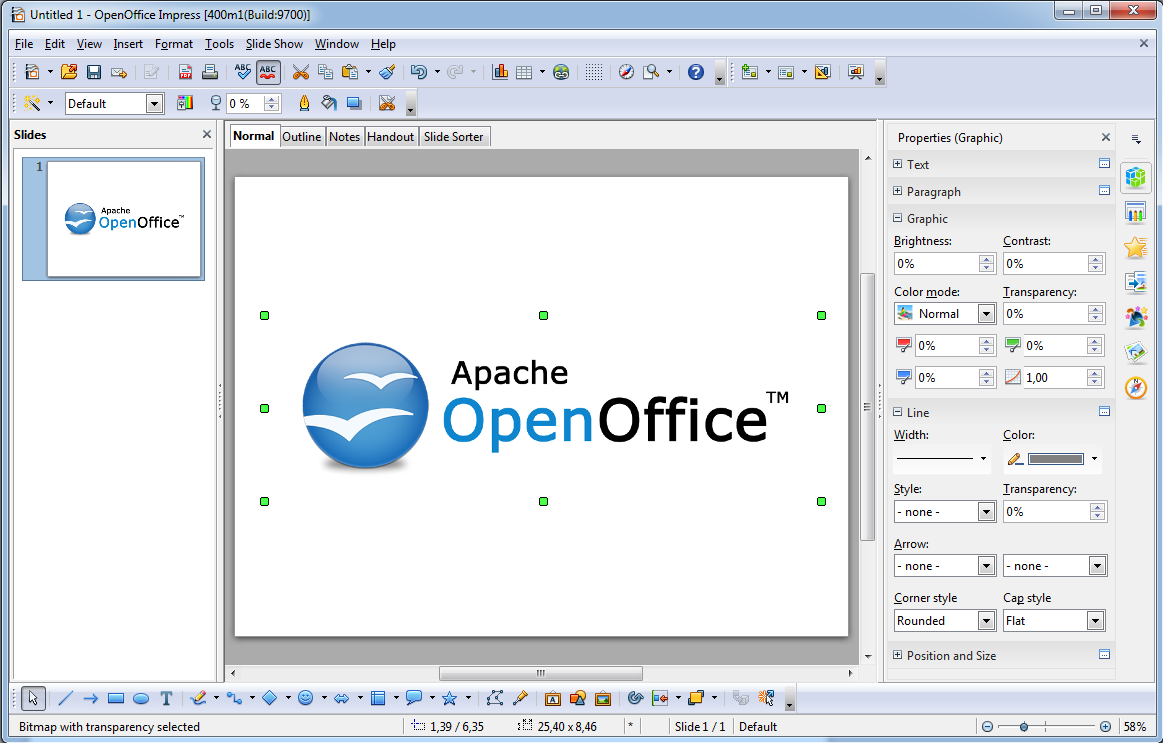 Untitled 1 - OpenOffice Impress [400m1(Build:9700)]
File Edit View Insert Format Tools Slide Show Window Help
Default
0 %
Slides
Normal Outline Notes Handout Slide Sorter
Properties (Graphic)
1
Apache
OpenOffice™
Apache
OpenOffice™
Text
Paragraph
Graphic
Brightness: Contrast:
0% 0%
Color mode: Transparency:
Normal 0%
0% 0%
0% 1,00
Line
Width: Color:
Style: Transparency:
- none - 0%
Arrow:
- none - - none -
Corner style Cap style
Rounded Flat
Position and Size
Bitmap with transparency selected 1,39 / 6,35 25,40 x 8,46 * Slide 1 / 1 Default 58%